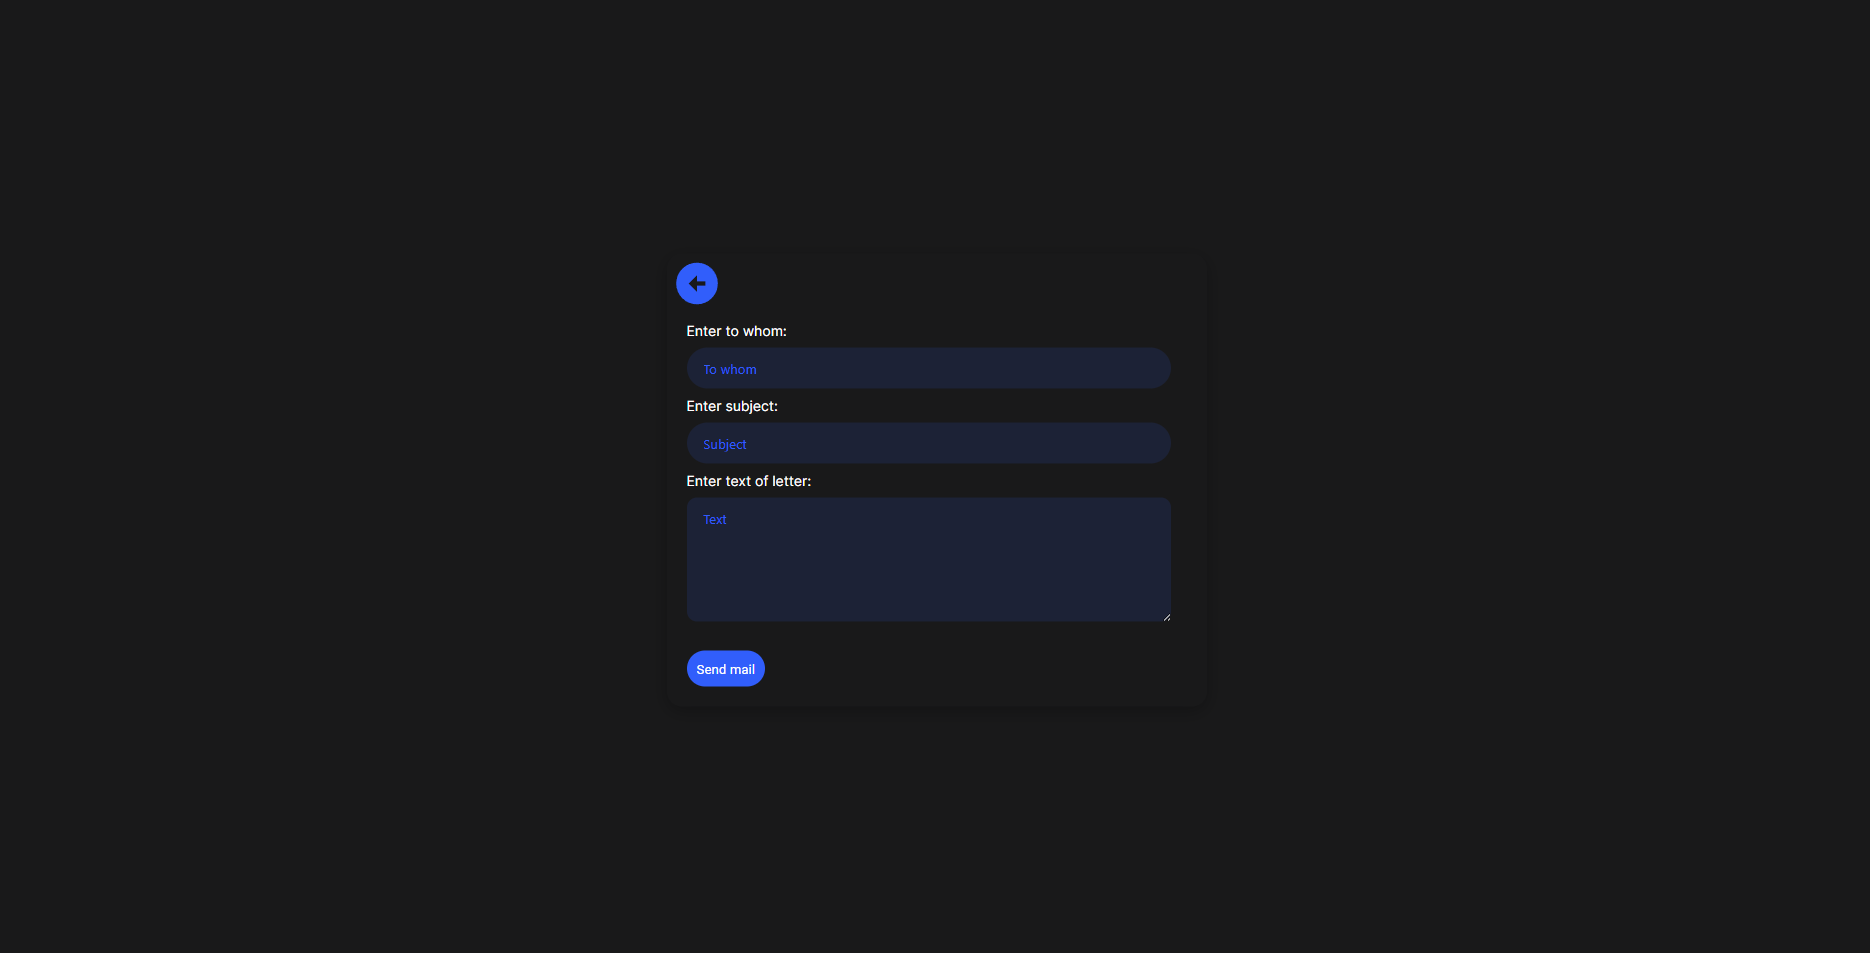 Enter to whom:
To whom
Enter subject:
Subject
Enter text of letter:
Text
Send mail